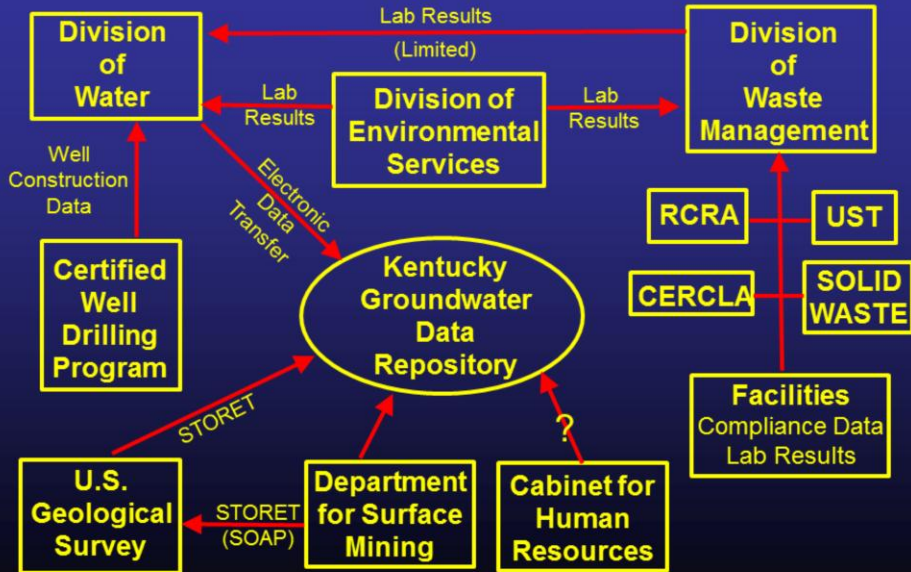 Lab Results
(Limited)
Division
of
Water
Division
of
Waste
Management
Lab
Results
Division of
Environmental
Services
Lab
Results
Well
Construction
Data
Electronic
Data
Transfer
RCRA
UST
CERCLA
SOLID
WASTE
Certified
Well
Drilling
Program
Kentucky
Groundwater
Data
Repository
Facilities
Compliance Data
Lab Results
STORET
?
U.S.
Geological
Survey
STORET
(SOAP)
Department
for Surface
Mining
Cabinet for
Human
Resources